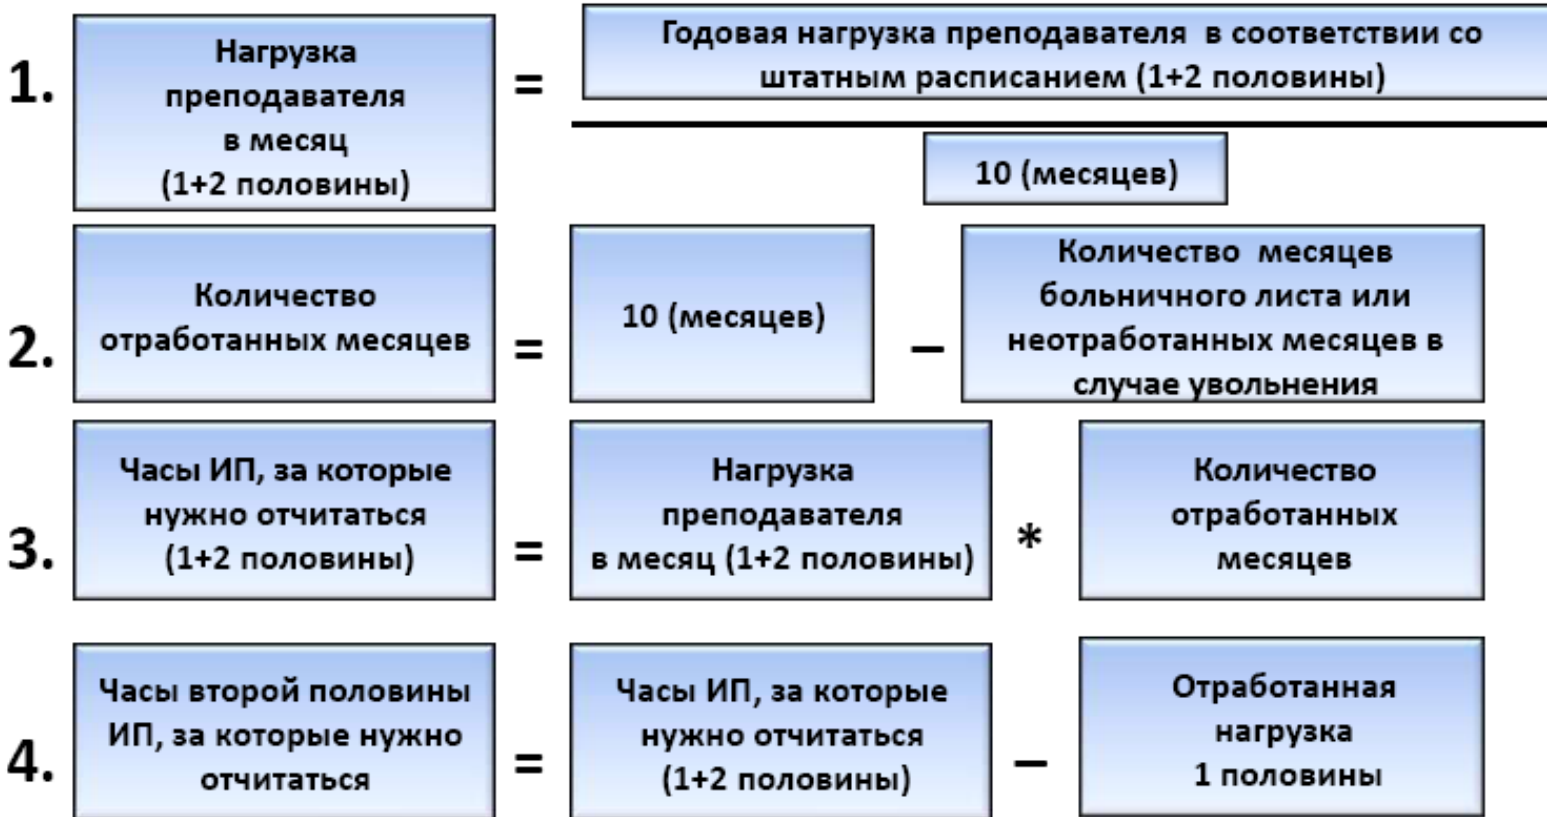 1.
Нагрузка
преподавателя
в месяц
(1+2 половины)
=
Годовая нагрузка преподавателя в соответствии со
штатным расписанием (1+2 половины)
10 (месяцев)
2.
Количество
отработанных месяцев
=
10 (месяцев)
–
Количество месяцев
больничного листа или
неотработанных месяцев в
случае увольнения
3.
Часы ИП, за которые
нужно отчитаться
(1+2 половины)
=
Нагрузка
преподавателя
в месяц (1+2 половины)
*
Количество
отработанных
месяцев
4.
Часы второй половины
ИП, за которые нужно
отчитаться
=
Часы ИП, за которые
нужно отчитаться
(1+2 половины)
–
Отработанная
нагрузка
1 половины